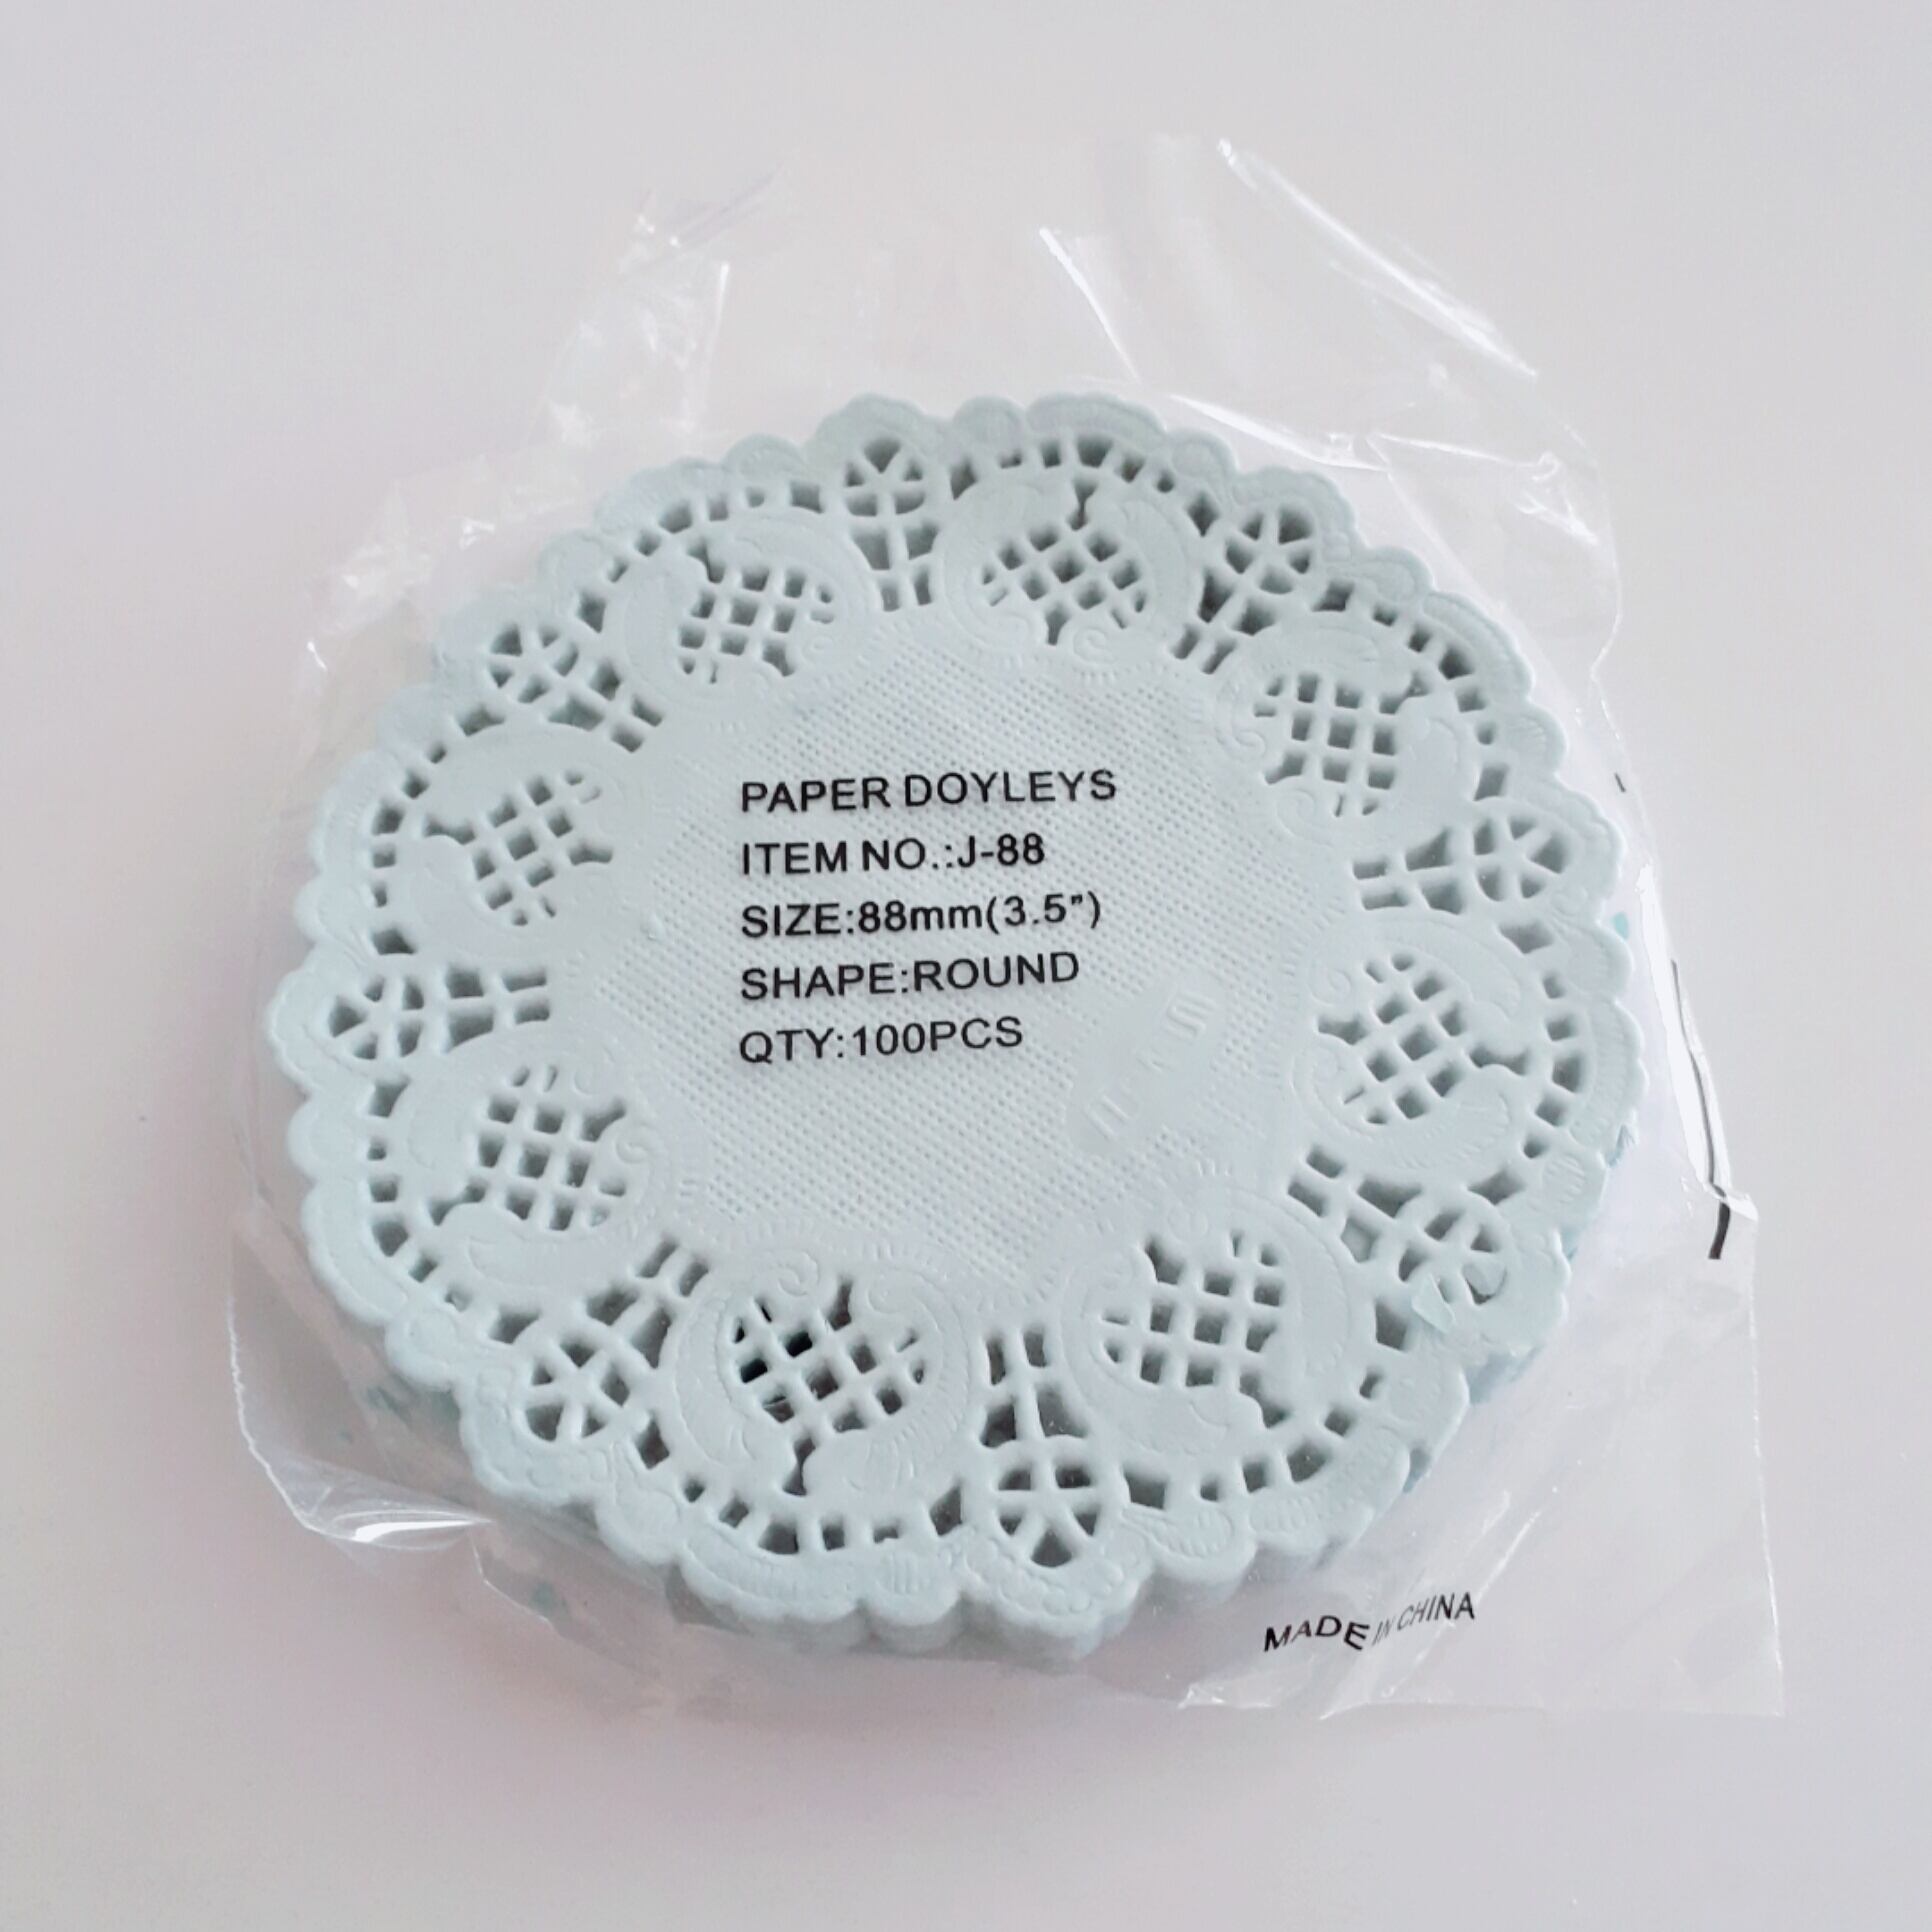 PAPER DOYLEYS
ITEM NO.:J-88
SIZE:88mm(3.5")
SHAPE:ROUND
QTY:100PCS
MADE IN CHINA